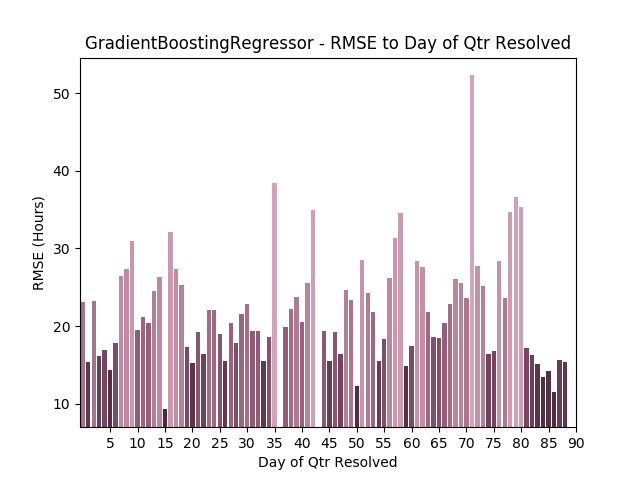 GradientBoostingRegressor - RMSE to Day of Qtr Resolved
50
40
30
20
10
RMSE (Hours)
5 10 15 20 25 30 35 40 45 50 55 60 65 70 75 80 85 90
Day of Qtr Resolved